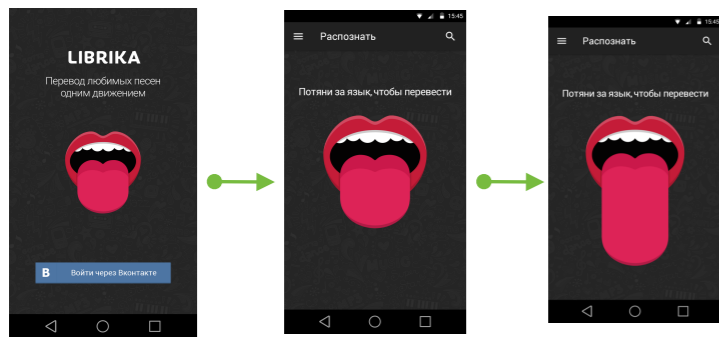 LIBRIKA
Перевод любимых песен
одним движением
В Войти через Вконтакте
15:45
Распознать
Потяни за язык, чтобы перевести
15:45
Распознать
Потяни за язык, чтобы перевести